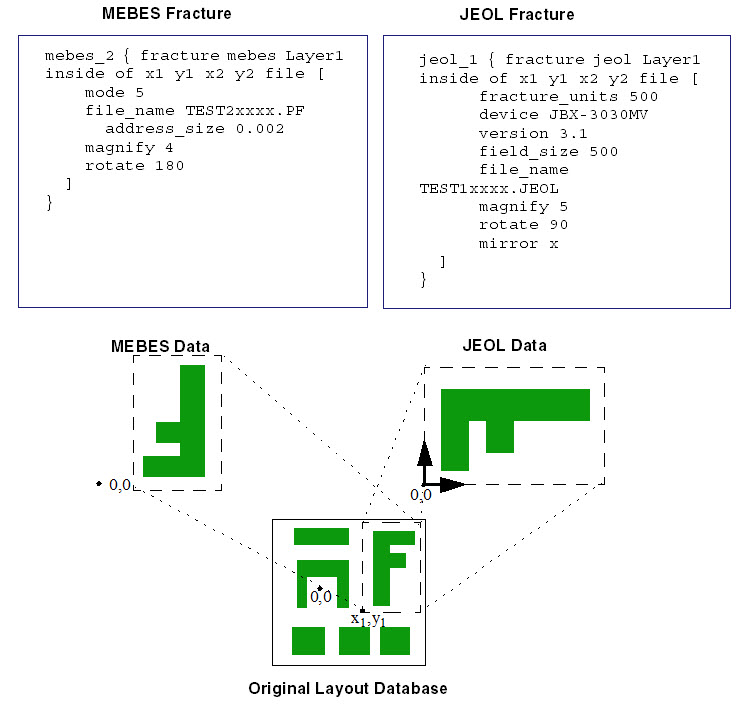 MEBES Fracture
mebes_2 { fracture mebes Layer1
inside of x1 y1 x2 y2 file [
mode 5
file_name TEST2xxxx.PF
address_size 0.002
magnify 4
rotate 180
]
}
JEOL Fracture
jeol_1 { fracture jeol Layer1
inside of x1 y1 x2 y2 file [
fracture_units 500
device JBX-3030MV
version 3.1
field_size 500
file_name
TEST1xxxx.JEOL
magnify 5
rotate 90
mirror x
]
}
MEBES Data
0,0
JEOL Data
0,0
0,0
x1,y1
Original Layout Database